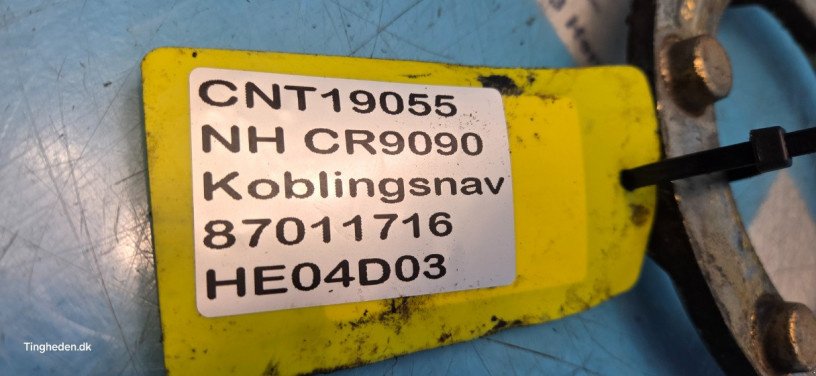 CNT19055
NH CR9090
Koblingsnav
87011716
HE04D03
Tingheden.dk